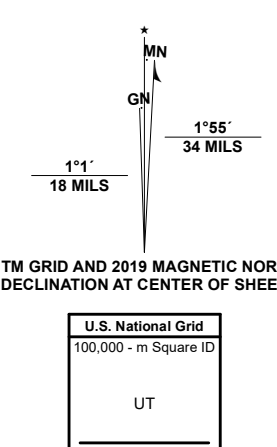 ★
MN
GN
1°55´
34 MILS
1°1´
18 MILS
TM GRID AND 2019 MAGNETIC NOR
DECLINATION AT CENTER OF SHEE
U.S. National Grid
100,000 - m Square ID
UT